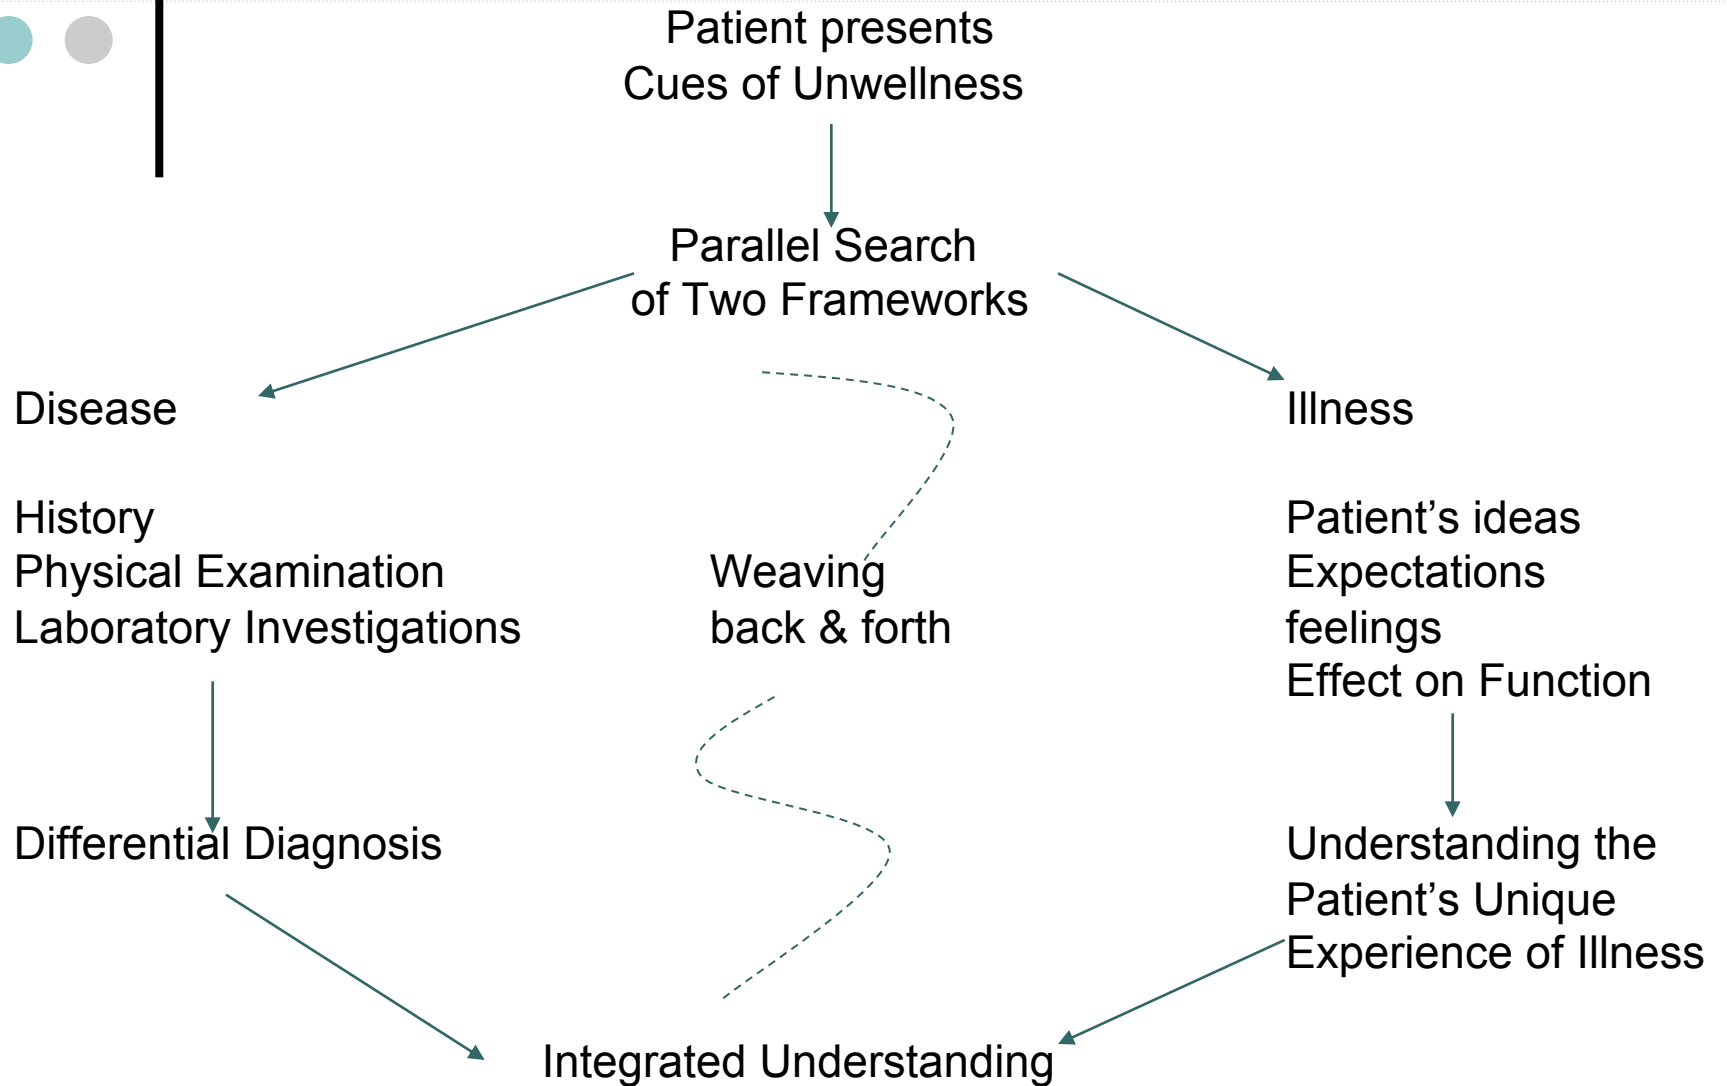 Patient presents
Cues of Unwellness
Parallel Search
of Two Frameworks
Disease
History
Physical Examination
Laboratory Investigations
Differential Diagnosis
Weaving
back & forth
Illness
Patient’s ideas
Expectations
feelings
Effect on Function
Understanding the
Patient’s Unique
Experience of Illness
Integrated Understanding